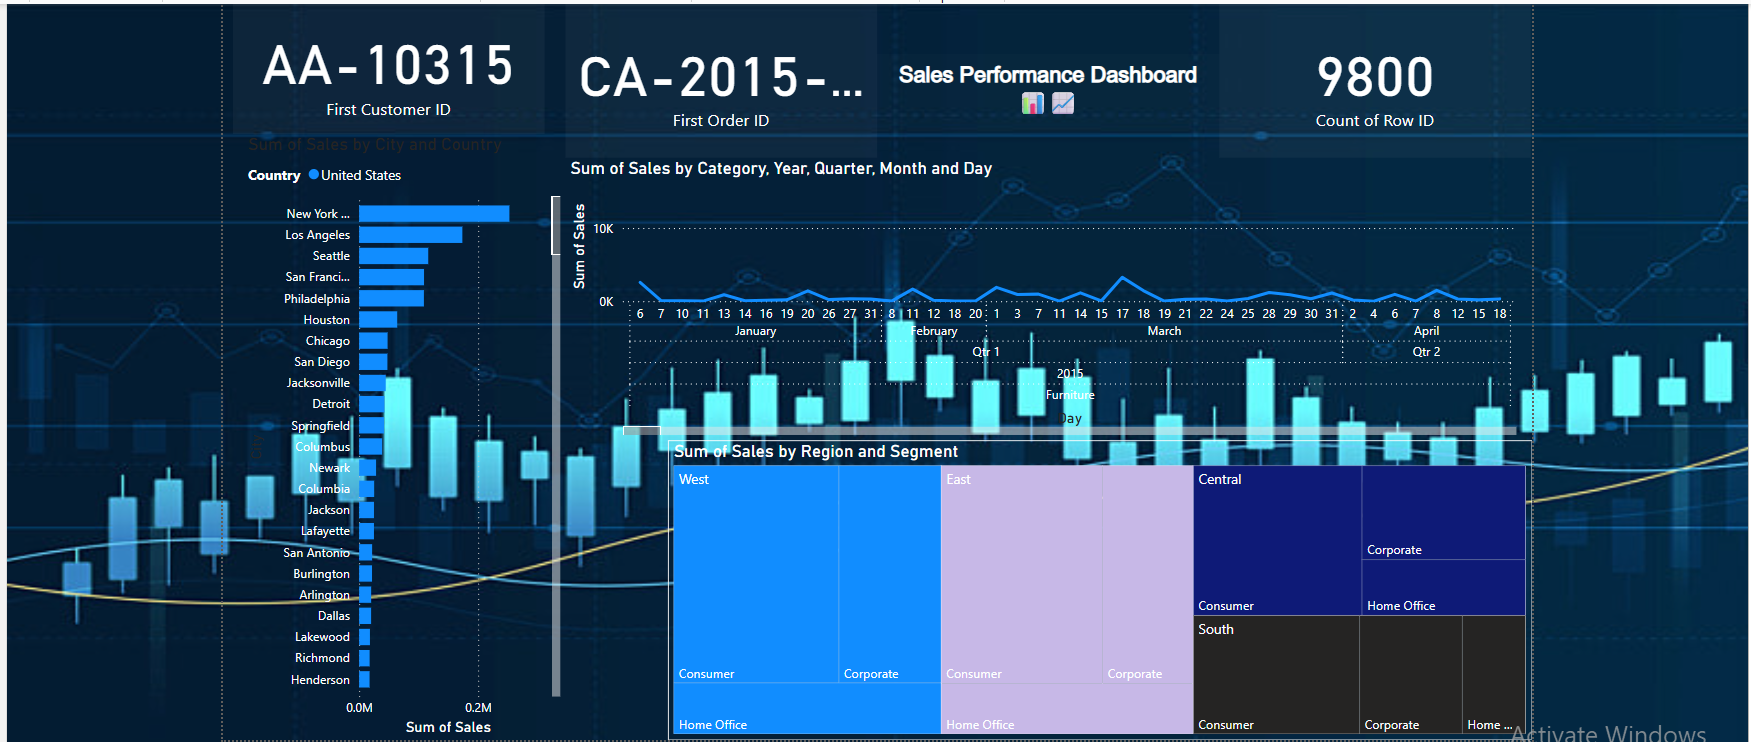 AA-10315
First Customer ID
CA-2015-...
First Order ID
Sales Performance Dashboard
9800
Count of Row ID
Sum of Sales by City and Country
Country United States
New York ...
Los Angeles
Seattle
San Franci...
Philadelphia
Houston
Chicago
San Diego
Jacksonville
Detroit
Springfield
Columbus
Newark
Columbia
Jackson
Lafayette
San Antonio
Burlington
Arlington
Dallas
Lakewood
Richmond
Henderson
City
0.0M 0.2M
Sum of Sales
Sum of Sales by Category, Year, Quarter, Month and Day
Sum of Sales
10K
0K
6 7 10 11 13 14 16 19 20 26 27 31 8 11 12 18 20 1 3 7 11 14 15 17 18 19 21 22 24 25 28 29 30 31 2 4 6 7 8 12 15 18
January February March April
Qtr 1 Qtr 2
2015
Furniture
Day
Sum of Sales by Region and Segment
West
Consumer
Corporate
Home Office
East
Consumer
Corporate
Home Office
Central
Consumer
Corporate
Home Office
South
Consumer
Corporate
Home ...
Activate Windows